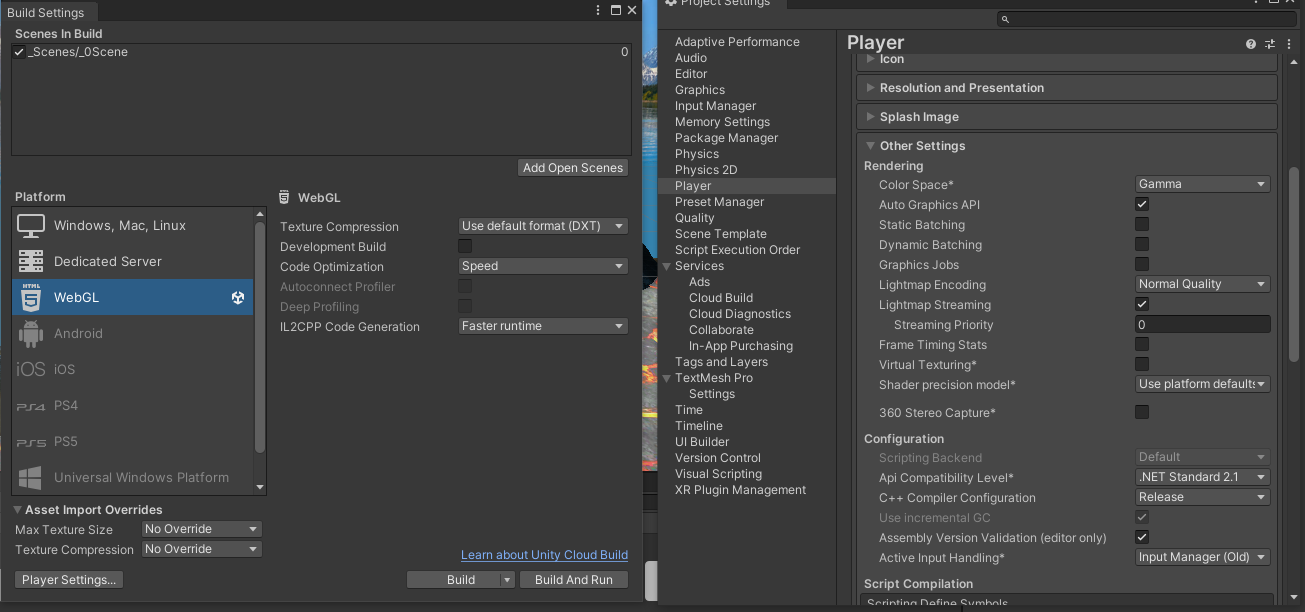 Build Settings
Scenes In Build
_Scenes/_0Scene 0
Add Open Scenes
Platform
Windows, Mac, Linux
Dedicated Server
HTML
5
WebGL
Android
iOS iOS
PS4 PS4
PS5 PS5
Universal Windows Platform
WebGL
Texture Compression Use default format (DXT)
Development Build
Code Optimization Speed
Autoconnect Profiler
Deep Profiling
IL2CPP Code Generation Faster runtime
Asset Import Overrides
Max Texture Size No Override
Texture Compression No Override
Learn about Unity Cloud Build
Player Settings...
Build
Build And Run
Project Settings
Adaptive Performance
Audio
Editor
Graphics
Input Manager
Memory Settings
Package Manager
Physics
Physics 2D
Player
Preset Manager
Quality
Scene Template
Script Execution Order
Services
Ads
Cloud Build
Cloud Diagnostics
Collaborate
In-App Purchasing
Tags and Layers
TextMesh Pro
Settings
Time
Timeline
UI Builder
Version Control
Visual Scripting
XR Plugin Management
Player
Icon
Resolution and Presentation
Splash Image
Other Settings
Rendering
Color Space* Gamma
Auto Graphics API
Static Batching
Dynamic Batching
Graphics Jobs
Lightmap Encoding Normal Quality
Lightmap Streaming
Streaming Priority 0
Frame Timing Stats
Virtual Texturing*
Shader precision model* Use platform defaults
360 Stereo Capture*
Configuration
Scripting Backend Default
Api Compatibility Level* .NET Standard 2.1
C++ Compiler Configuration Release
Use incremental GC
Assembly Version Validation (editor only)
Active Input Handling* Input Manager (Old)
Script Compilation
Scripting Define Symbols